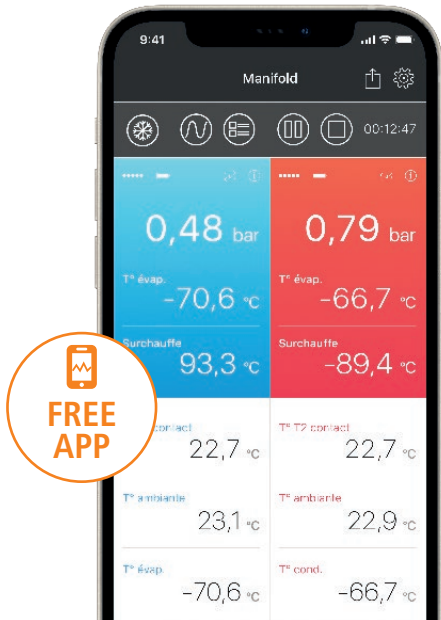 9:41
Manifold
00:12:47
0,48 bar
T° évap.
-70,6 °C
Surchauffe
93,3 °C
0,79 bar
T° évap.
-66,7 °C
Surchauffe
-89,4 °C
FREE
APP
contact
22,7 °C
T° T2 contact
22,7 °C
T° ambiante
23,1 °C
T° ambiante
22,9 °C
T° évap.
-70,6 °C
T° cond.
-66,7 °C